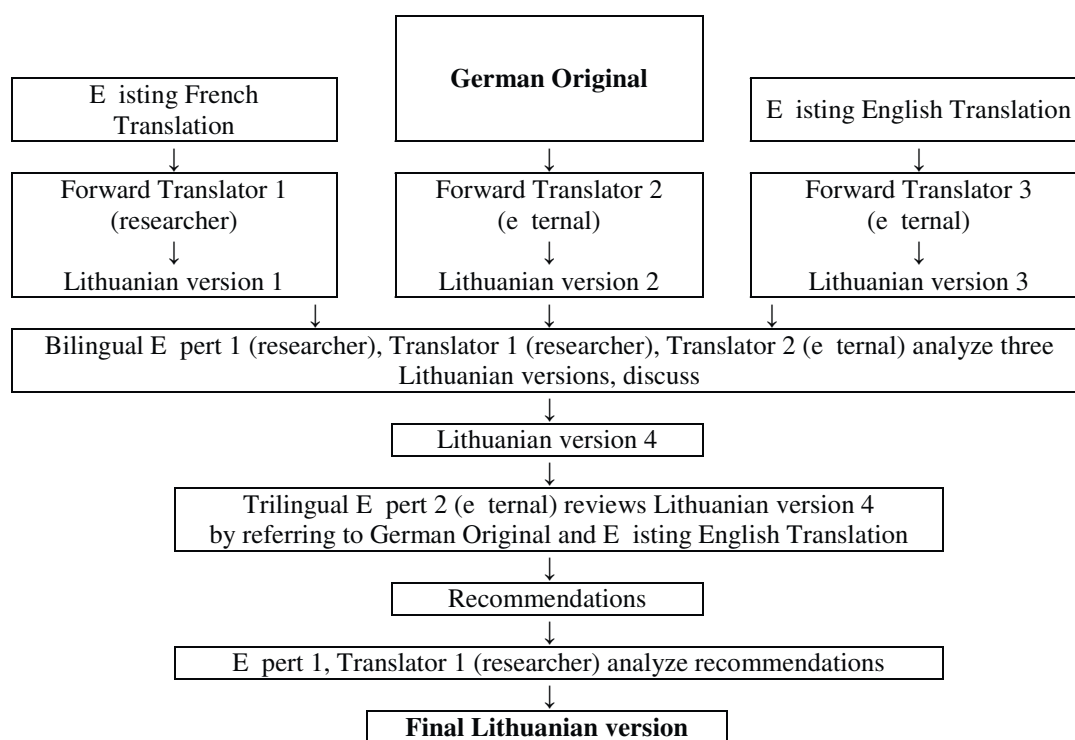 German Original
E isting French
Translation
E isting English Translation
Forward Translator 1
(researcher)
Lithuanian version 1
Forward Translator 2
(e ternal)
Lithuanian version 2
Forward Translator 3
(e ternal)
Lithuanian version 3
Bilingual E pert 1 (researcher), Translator 1 (researcher), Translator 2 (e ternal) analyze three
Lithuanian versions, discuss
Lithuanian version 4
Trilingual E pert 2 (e ternal) reviews Lithuanian version 4
by referring to German Original and E isting English Translation
Recommendations
E pert 1, Translator 1 (researcher) analyze recommendations
Final Lithuanian version